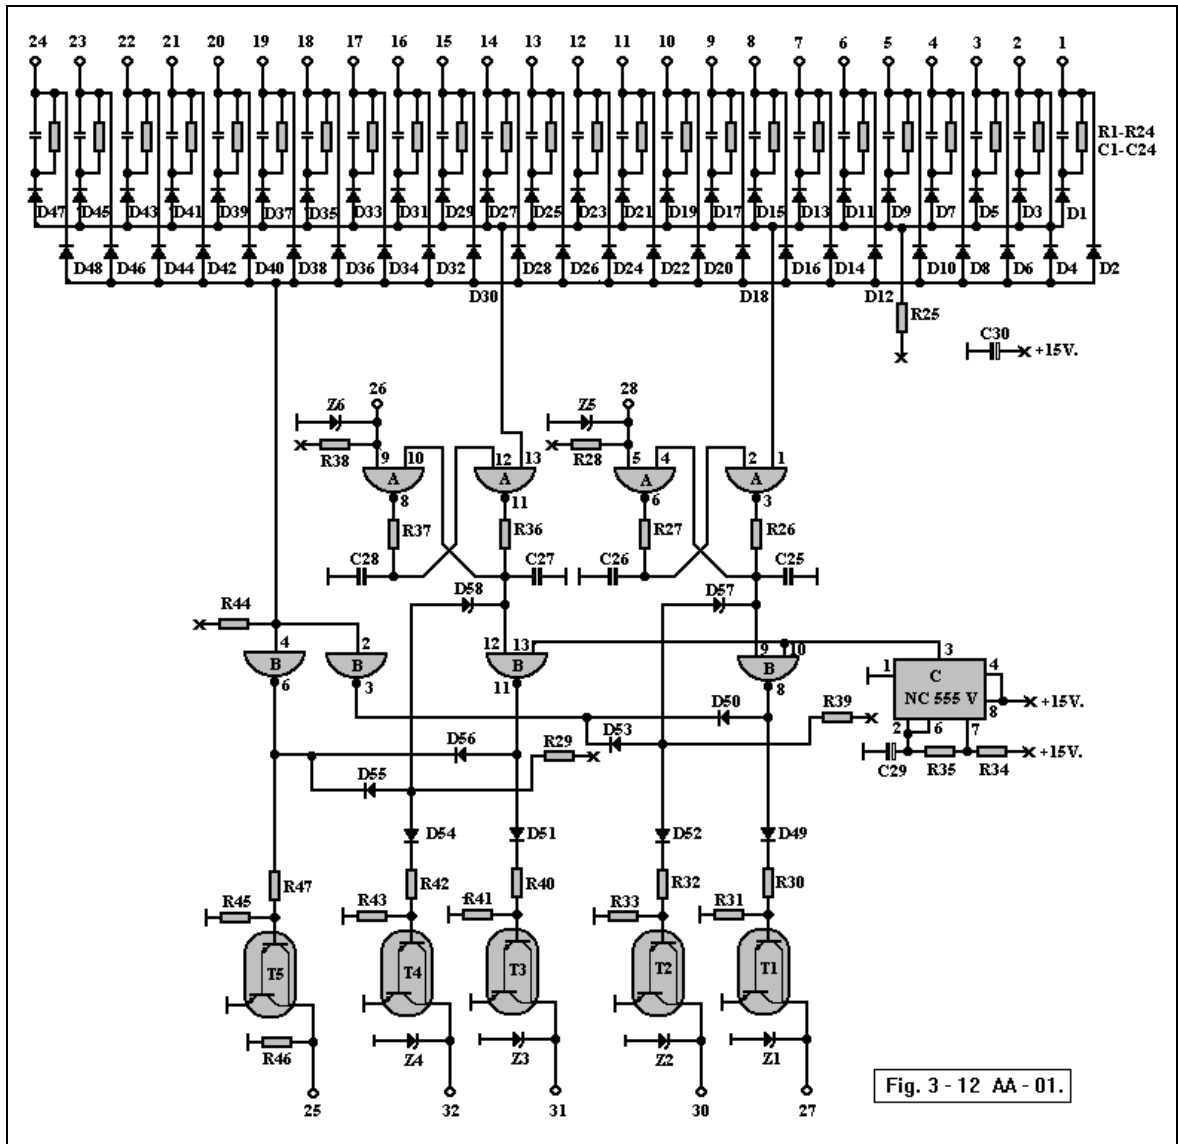 24 23 22 21 20 19 18 17 16 15 14 13 12 11 10 9 8 7 6 5 4 3 2 1
R1-R24
C1-C24
D47 D45 D43 D41 D39 D37 D35 D33 D31 D29 D27 D25 D23 D21 D19 D17 D15 D13 D11 D9 D7 D5 D3 D1
D48 D46 D44 D42 D40 D38 D36 D34 D32 D28 D26 D24 D22 D20 D16 D14 D10 D8 D6 D4 D2
D30 D18 D12
R25
C30 +15V.
26 28
Z6 Z5
R38 9 10 12 13 R28 5 4 2 1
A A A A
8 11 6 3
R37 R36 R27 R26
C28 C27 C26 C25
D58 D57
R44
4 2 12 13 9 10 3
B B B B
6 3 11 8
1 C 4
NC 555 V
8 +15V.
2 6 7
D50 R39
D56 D53 R29
C29 R35 R34 +15V.
D55
D54 D51 D52 D49
R47 R42 R40 R32 R30
R45 R43 R41 R33 R31
T5 T4 T3 T2 T1
R46 Z4 Z3 Z2 Z1
25 32 31 30 27
Fig. 3 - 12 AA - 01.